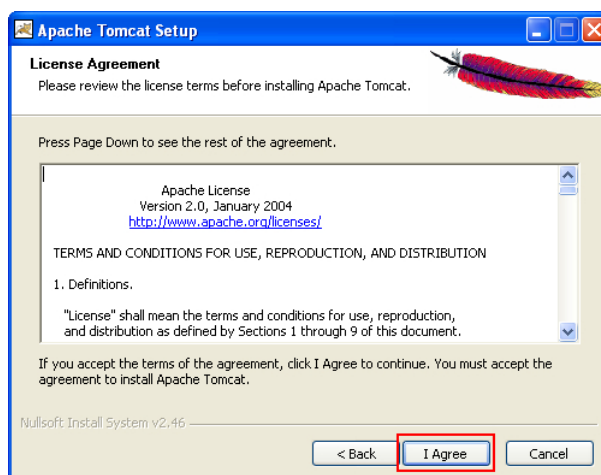 Apache Tomcat Setup
License Agreement
Please review the license terms before installing Apache Tomcat.
Press Page Down to see the rest of the agreement.
Apache License
Version 2.0, January 2004
http://www.apache.org/licenses/
TERMS AND CONDITIONS FOR USE, REPRODUCTION, AND DISTRIBUTION
1. Definitions.
"License" shall mean the terms and conditions for use, reproduction,
and distribution as defined by Sections 1 through 9 of this document.
If you accept the terms of the agreement, click I Agree to continue. You must accept the
agreement to install Apache Tomcat.
Nullsoft Install System v2.46
< Back
I Agree
Cancel